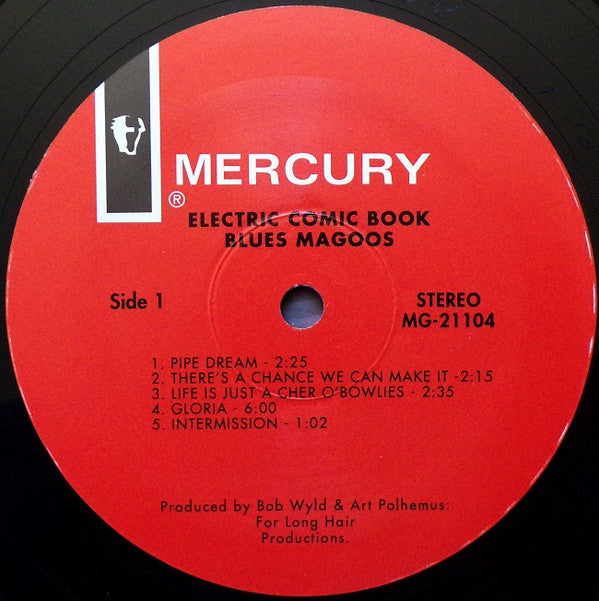 MERCURY
®
ELECTRIC COMIC BOOK
BLUES MAGOOS
Side 1
STEREO
MG-21104
1. PIPE DREAM - 2:25
2. THERE'S A CHANCE WE CAN MAKE IT -2:15
3. LIFE IS JUST A CHER O'BOWLIES - 2:35
4. GLORIA - 6:00
5. INTERMISSION - 1:02
Produced by Bob Wyld & Art Polhemus:
For Long Hair
Productions.